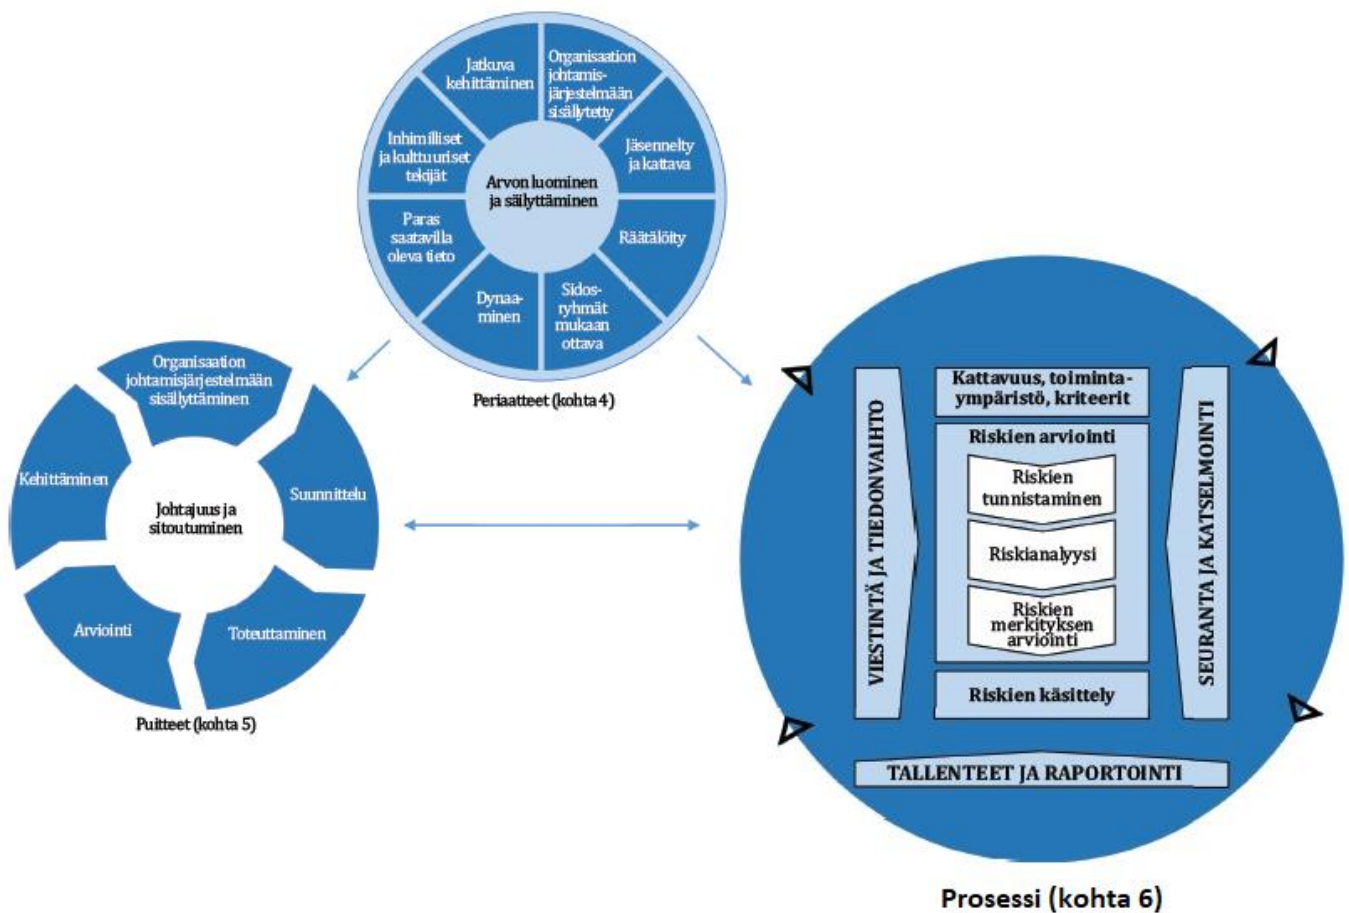 Organisaation
johtamis-
järjestelmään
sisällytetty
Jäsennelty
ja kattava
Räätälöity
Sidos-
ryhmät
mukaan
ottava
Dynaa-
minen
Paras
saatavilla
oleva tieto
Inhimilliset
ja kulttuuriset
tekijät
Jatkuva
kehittäminen
Arvon luominen
ja säilyttäminen
Periaatteet (kohta 4)
Organisaation
johtamisjärjestelmään
sisällyttäminen
Suunnittelu
Toteuttaminen
Arviointi
Kehittäminen
Johtajuus ja
sitoutuminen
Puitteet (kohta 5)
VIESTINTÄ JA TIEDONVAIHTO
Kattavuus, toiminta-
ympäristö, kriteerit
Riskien arviointi
Riskien
tunnistaminen
Riskianalyysi
Riskien
merkityksen
arviointi
Riskien käsittely
SEURANTA JA KATSELMOINTI
TALLENTEET JA RAPORTOINTI
Prosessi (kohta 6)